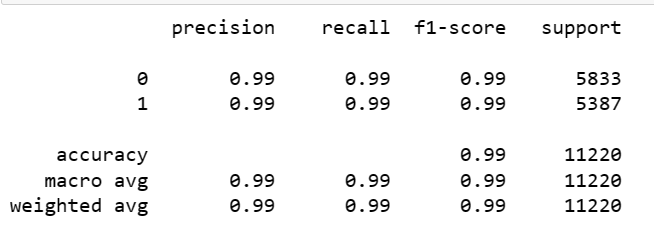 precision recall f1-score support
0 0.99 0.99 0.99 5833
1 0.99 0.99 0.99 5387
accuracy 0.99 11220
macro avg 0.99 0.99 0.99 11220
weighted avg 0.99 0.99 0.99 11220